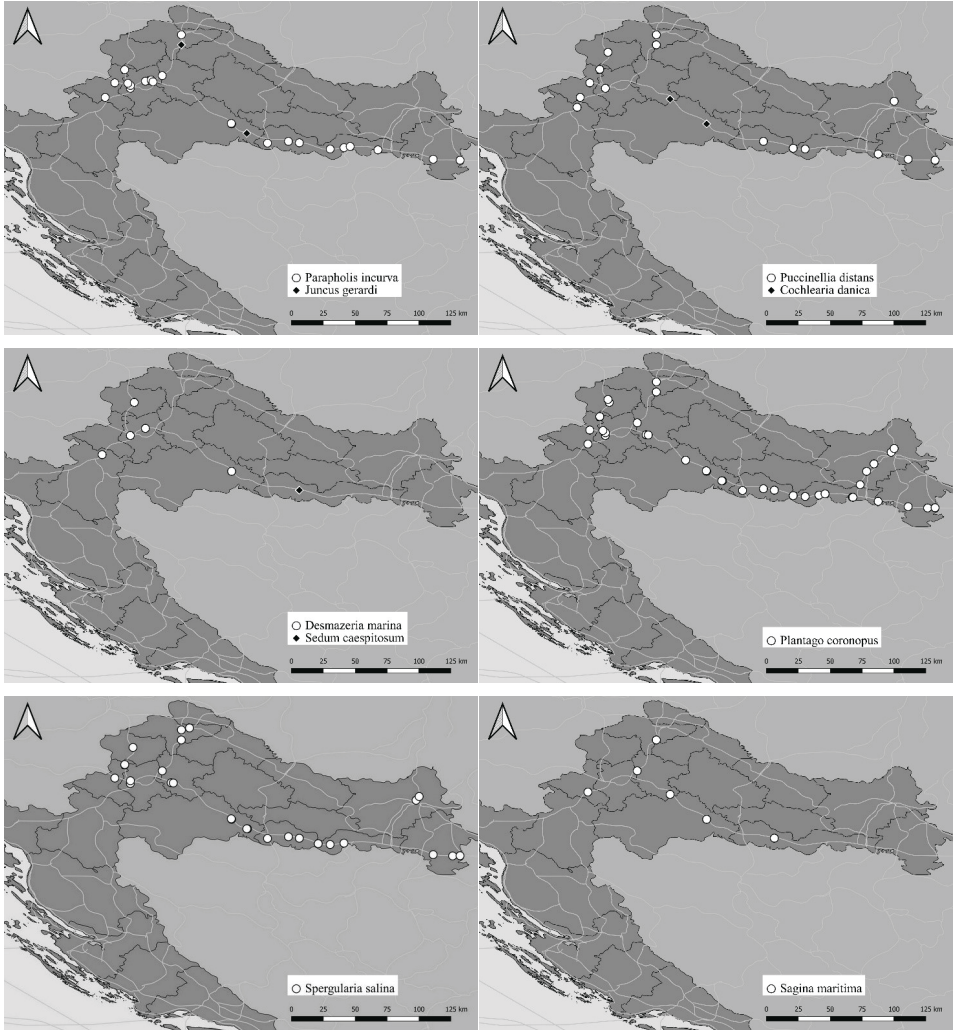 Parapholis incurva
Juncus gerardi
0 25 50 75 100 125 km
Puccinellia distans
Cochlearia danica
0 25 50 75 100 125 km
Desmazeria marina
Sedum caespitosum
0 25 50 75 100 125 km
Plantago coronopus
0 25 50 75 100 125 km
Spergularia salina
0 25 50 75 100 125 km
Sagina maritima
0 25 50 75 100 125 km